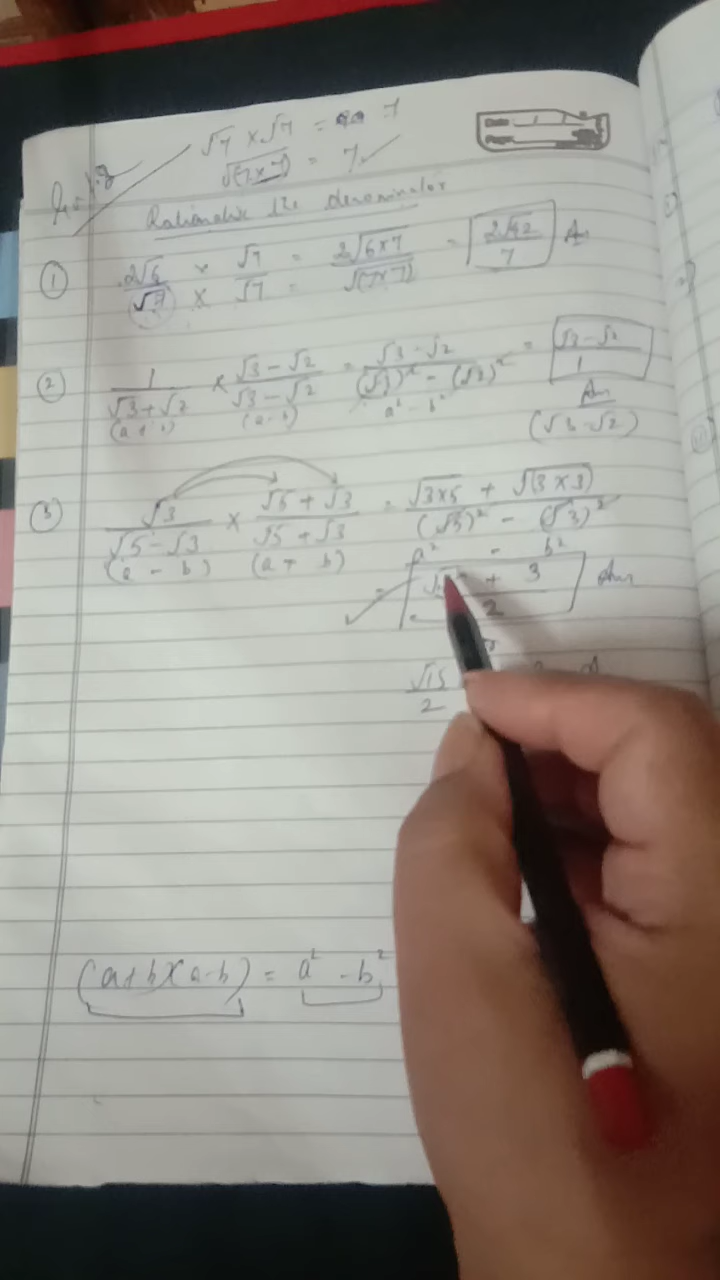 √7 × √7 = 7
√(7×7) = 7 ✓
Rationalise the denominator
① 2√6/√7 × √7/√7 = 2√6×7/√(7×7) = 2√42/7 An
② 1/(√3+√2) × (√3-√2)/(√3-√2) = (√3-√2)/((√3)² - (√2)²) = (√3-√2)/1
(a+b) (a-b) a² - b² Ans
(√3-√2)
③ √3/(√5-√3) × (√5+√3)/(√5+√3) = (√3×5 + √(3×3))/((√5)² - (√3)²)
(a - b) (a + b) a² - b²
= + 3 / 2 Ans
√15/2
(a+b)(a-b) = a² - b²